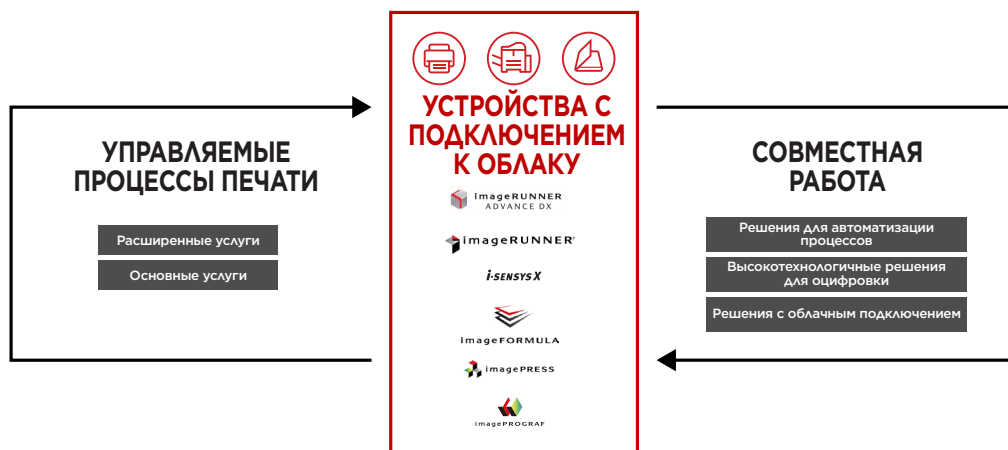 УПРАВЛЯЕМЫЕ
ПРОЦЕССЫ ПЕЧАТИ
Расширенные услуги
Основные услуги
УСТРОЙСТВА С
ПОДКЛЮЧЕНИЕМ
К ОБЛАКУ
imageRUNNER
ADVANCE DX
imageRUNNER®
i-SENSYS X
imageFORMULA
imagePRESS
imagePROGRAF
СОВМЕСТНАЯ
РАБОТА
Решения для автоматизации
процессов
Высокотехнологичные решения
для оцифровки
Решения с облачным подключением